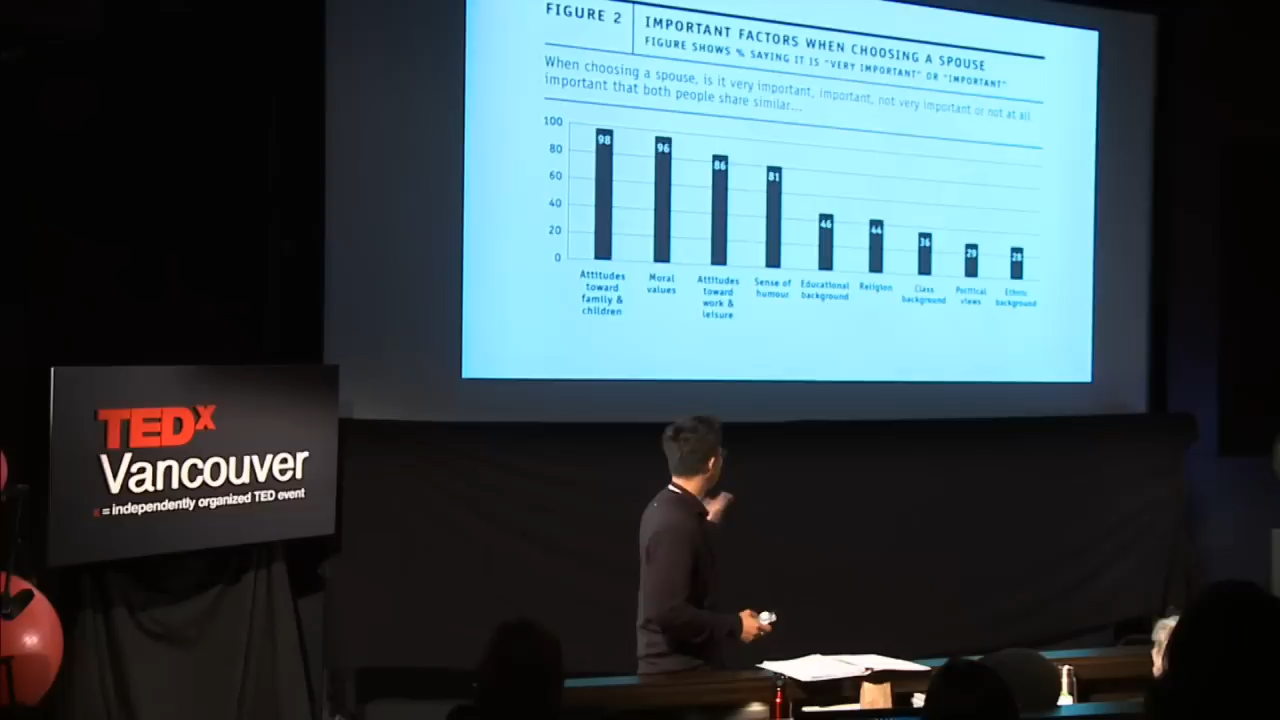 FIGURE 2
IMPORTANT FACTORS WHEN CHOOSING A SPOUSE
FIGURE SHOWS % SAYING IT IS "VERY IMPORTANT" OR "IMPORTANT"
When choosing a spouse, is it very important, important, not very important or not at all
important that both people share similar...
100
80
60
40
20
0
98
96
86
81
46
44
36
29
28
Attitudes
toward
family &
children
Moral
values
Attitudes
toward
work &
leisure
Sense of
humour
Educational
background
Religion
Class
background
Political
views
Ethnic
background
TEDx
Vancouver
x = independently organized TED event